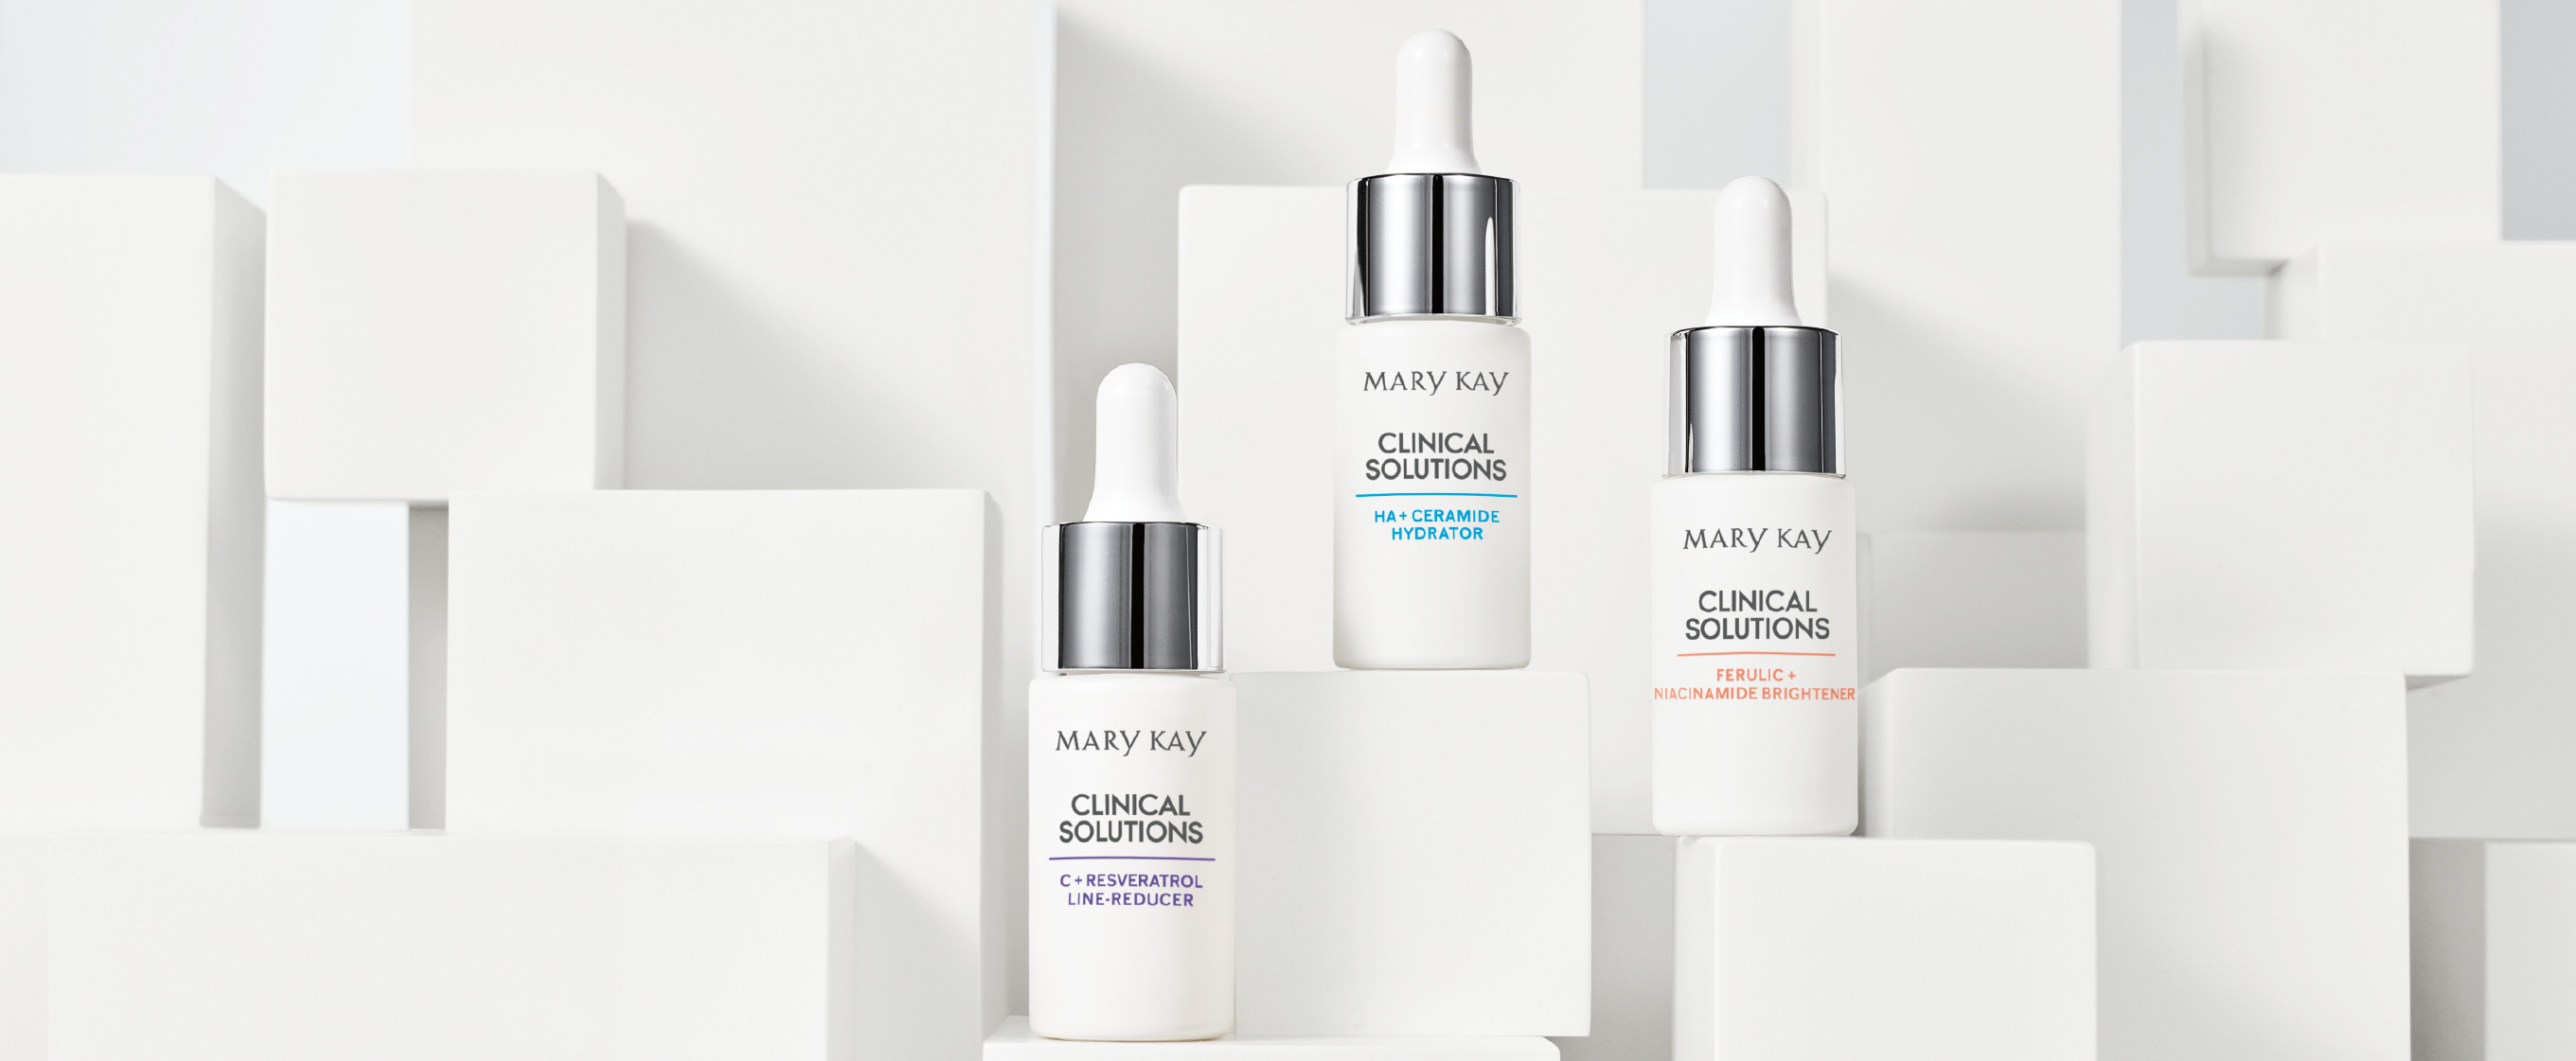 MARY KAY
CLINICAL
SOLUTIONS
C + RESVERATROL
LINE-REDUCER
MARY KAY
CLINICAL
SOLUTIONS
HA + CERAMIDE
HYDRATOR
MARY KAY
CLINICAL
SOLUTIONS
FERULIC +
NIACINAMIDE BRIGHTENER